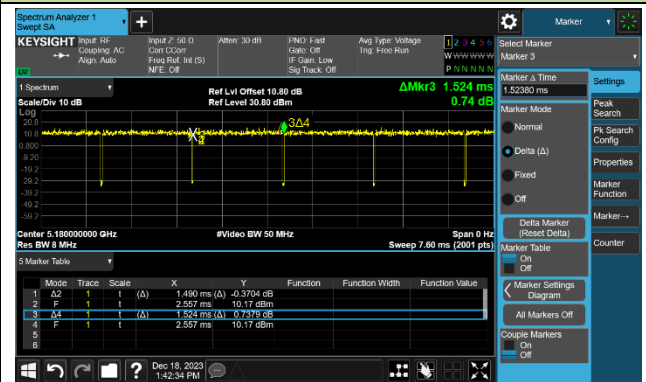 Spectrum Analyzer 1
Swept SA
Marker
KEYSIGHT Input: RF
Coupling: AC
Align: Auto
Input Z: 50 Ω
Corr CCorr
Freq Ref: Int (S)
NFE: Off
Atten: 30 dB
PNO: Fast
Gate: Off
IF Gain: Low
Sig Track: Off
Avg Type: Voltage
Trig: Free Run
1 2 3 4 5 6
W W W W W W
P N N N N N
Select Marker
Marker 3
1 Spectrum
Scale/Div 10 dB
Log
Ref Lvl Offset 10.80 dB
Ref Level 30.80 dBm
ΔMkr3 1.524 ms
0.74 dB
20.8
10.8
0.800
-9.20
-19.2
-29.2
-39.2
-49.2
-59.2
3Δ4
Center 5.180000000 GHz
Res BW 8 MHz
#Video BW 50 MHz
Span 0 Hz
Sweep 7.60 ms (2001 pts)
5 Marker Table
Mode Trace Scale X Y Function Function Width Function Value
1 Δ2 1 t (Δ) 1.490 ms (Δ) -0.3704 dB
2 F 1 t 2.557 ms 10.17 dBm
3 Δ4 1 t (Δ) 1.524 ms (Δ) 0.7379 dB
4 F 1 t 2.557 ms 10.17 dBm
5
6
Marker Δ Time
1.52380 ms
Marker Mode
Normal
Delta (Δ)
Fixed
Off
Delta Marker
(Reset Delta)
Marker Table
On
Off
Marker Settings
Diagram
All Markers Off
Couple Markers
On
Off
Settings
Peak
Search
Pk Search
Config
Properties
Marker
Function
Marker→
Counter
Dec 18, 2023
1:42:34 PM